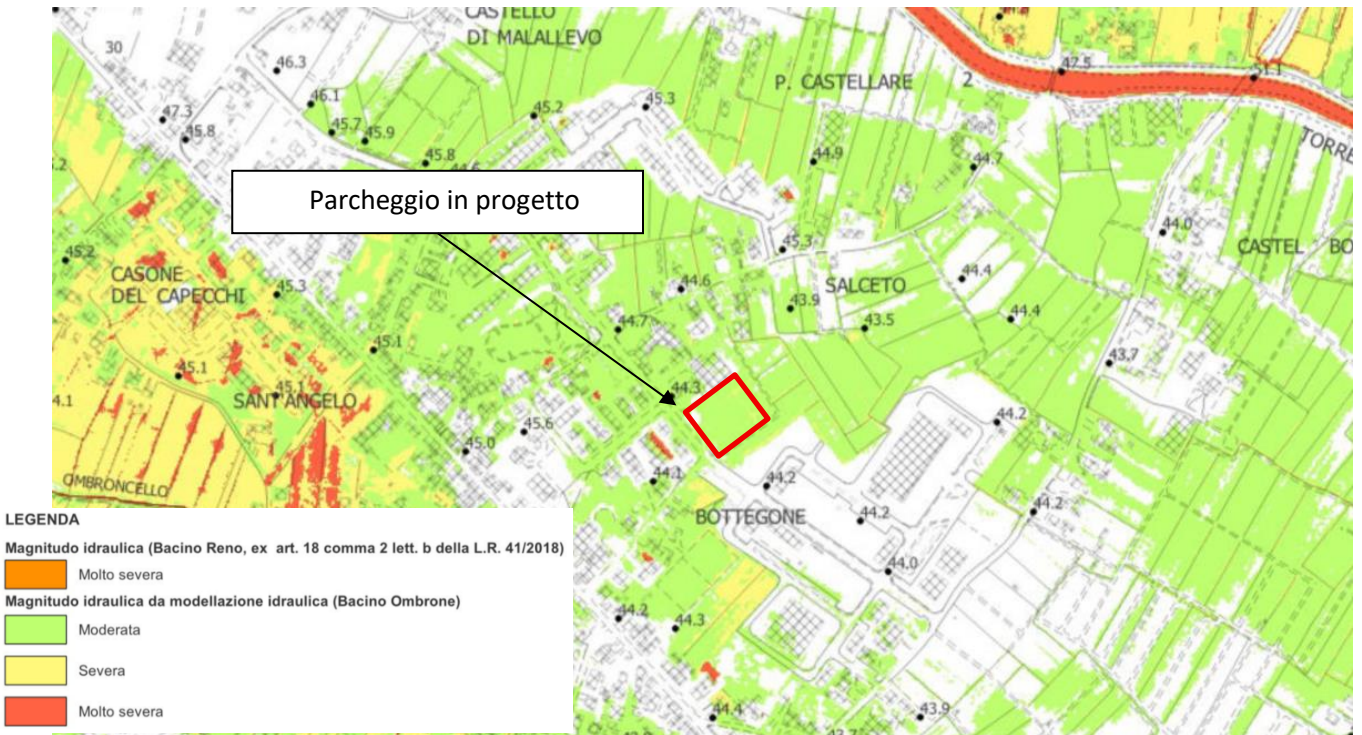 CASTELLO
DI MALALLEVO
30
46.3
47.5
P. CASTELLARE
2
46.1
45.2
45.3
47.3
45.8
45.7
45.9
TORRE
45.8
44.9
44.7
Parcheggio in progetto
45.2
44.0
45.3
CASTEL BO
CASONE
DEL CAPECCHI
45.3
44.6
SALCETO
44.4
43.9
44.7
43.5
44.4
45.1
43.7
45.1
45.1
44.3
SANT'ANGELO
4.1
45.6
44.2
45.0
44.1
44.2
OMBRONCELLO
BOTTEGONE
44.2
44.2
44.0
44.2
44.3
44.4
43.9
LEGENDA
Magnitudo idraulica (Bacino Reno, ex art. 18 comma 2 lett. b della L.R. 41/2018)
Molto severa
Magnitudo idraulica da modellazione idraulica (Bacino Ombrone)
Moderata
Severa
Molto severa